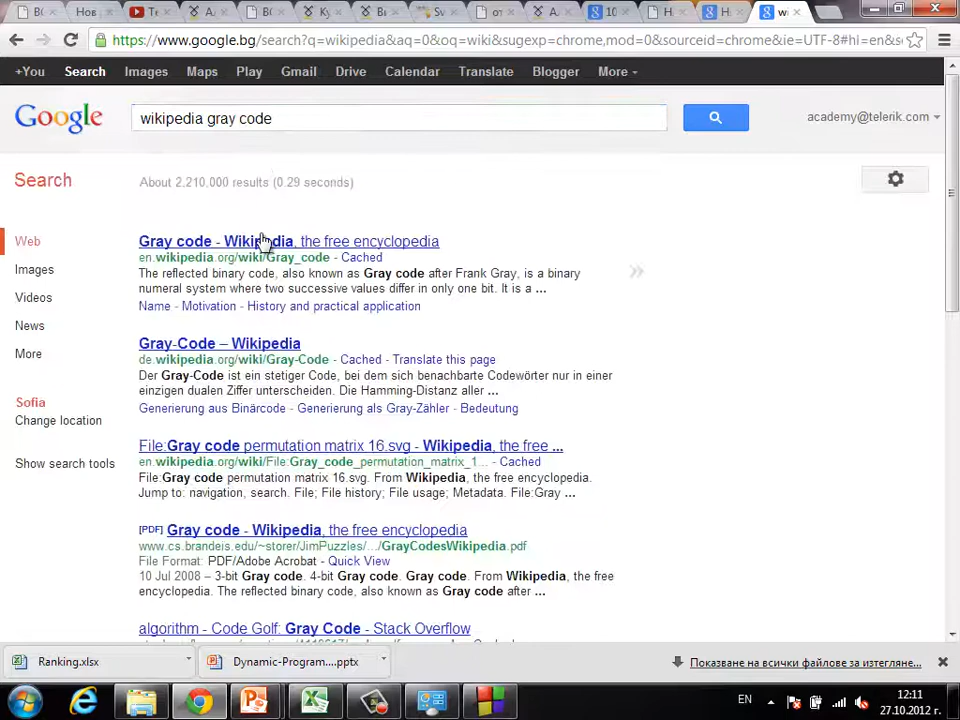 https://www.google.bg/search?q=wikipedia&aq=0&oq=wiki&sugexp=chrome,mod=0&sourceid=chrome&ie=UTF-8#hl=en&s
+You Search Images Maps Play Gmail Drive Calendar Translate Blogger More
Google wikipedia gray code academy@telerik.com
Search About 2,210,000 results (0.29 seconds)
Web
Images
Videos
News
More
Sofia
Change location
Show search tools
Gray code - Wikipedia, the free encyclopedia
en.wikipedia.org/wiki/Gray_code - Cached
The reflected binary code, also known as Gray code after Frank Gray, is a binary
numeral system where two successive values differ in only one bit. It is a ...
Name - Motivation - History and practical application
Gray-Code – Wikipedia
de.wikipedia.org/wiki/Gray-Code - Cached - Translate this page
Der Gray-Code ist ein stetiger Code, bei dem sich benachbarte Codewörter nur in einer
einzigen dualen Ziffer unterscheiden. Die Hamming-Distanz aller ...
Generierung aus Binärcode - Generierung als Gray-Zähler - Bedeutung
File:Gray code permutation matrix 16.svg - Wikipedia, the free ...
en.wikipedia.org/wiki/File:Gray_code_permutation_matrix_1... - Cached
File:Gray code permutation matrix 16.svg. From Wikipedia, the free encyclopedia.
Jump to: navigation, search. File; File history; File usage; Metadata. File:Gray ...
[PDF] Gray code - Wikipedia, the free encyclopedia
www.cs.brandeis.edu/~storer/JimPuzzles/.../GrayCodesWikipedia.pdf
File Format: PDF/Adobe Acrobat - Quick View
10 Jul 2008 – 3-bit Gray code. 4-bit Gray code. Gray code. From Wikipedia, the free
encyclopedia. The reflected binary code, also known as Gray code after ...
algorithm - Code Golf: Gray Code - Stack Overflow
Ranking.xlsx Dynamic-Program....pptx Показване на всички файлове за изтегляне...
EN 12:11
27.10.2012 г.